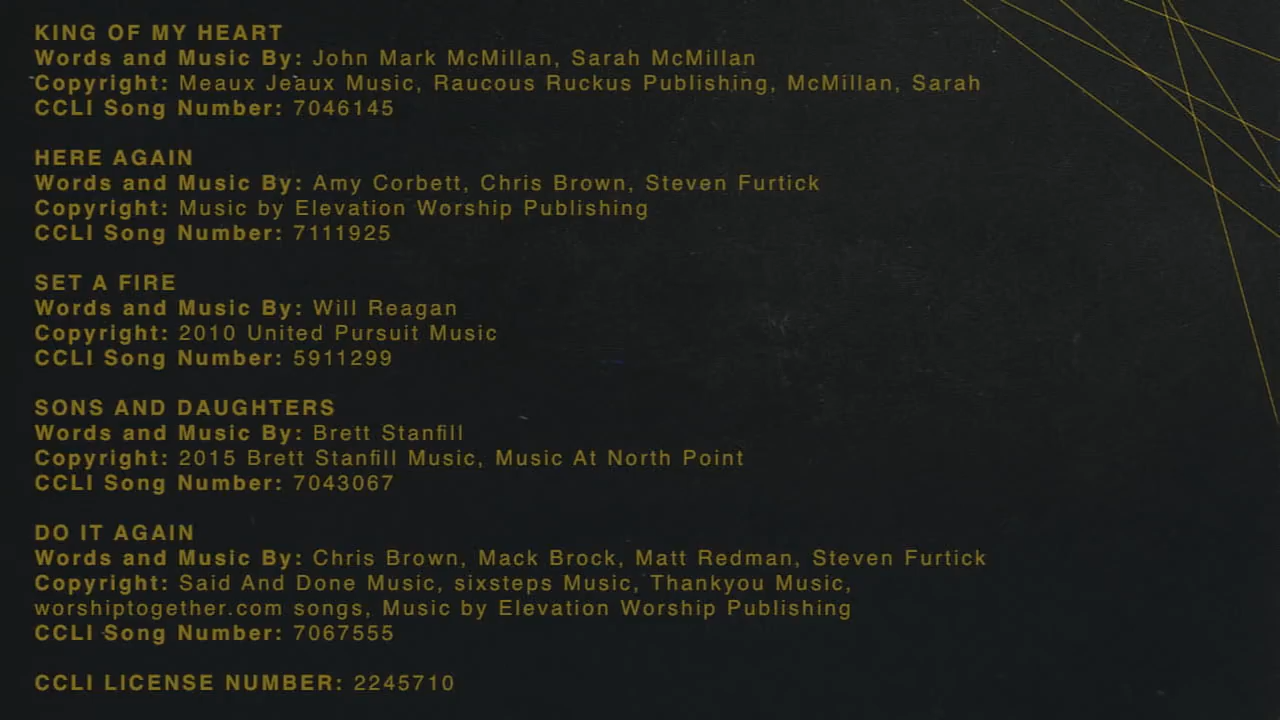 KING OF MY HEART
Words and Music By: John Mark McMillan, Sarah McMillan
Copyright: Meaux Jeaux Music, Raucous Ruckus Publishing, McMillan, Sarah
CCLI Song Number: 7046145
HERE AGAIN
Words and Music By: Amy Corbett, Chris Brown, Steven Furtick
Copyright: Music by Elevation Worship Publishing
CCLI Song Number: 7111925
SET A FIRE
Words and Music By: Will Reagan
Copyright: 2010 United Pursuit Music
CCLI Song Number: 5911299
SONS AND DAUGHTERS
Words and Music By: Brett Stanfill
Copyright: 2015 Brett Stanfill Music, Music At North Point
CCLI Song Number: 7043067
DO IT AGAIN
Words and Music By: Chris Brown, Mack Brock, Matt Redman, Steven Furtick
Copyright: Said And Done Music, sixsteps Music, Thankyou Music,
worshiptogether.com songs, Music by Elevation Worship Publishing
CCLI Song Number: 7067555
CCLI LICENSE NUMBER: 2245710